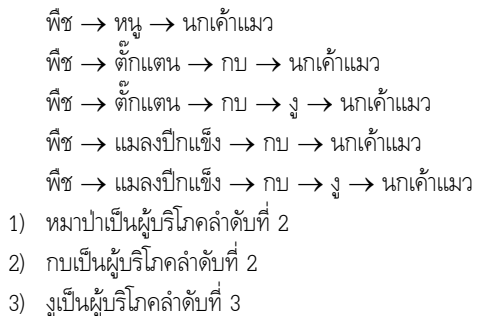 พืช → หนู → นกเค้าแมว
พืช → ตั๊กแตน → กบ → นกเค้าแมว
พืช → ตั๊กแตน → กบ → งู → นกเค้าแมว
พืช → แมลงปีกแข็ง → กบ → นกเค้าแมว
พืช → แมลงปีกแข็ง → กบ → งู → นกเค้าแมว
1) หมาป่าเป็นผู้บริโภคลำดับที่ 2
2) กบเป็นผู้บริโภคลำดับที่ 2
3) งูเป็นผู้บริโภคลำดับที่ 3